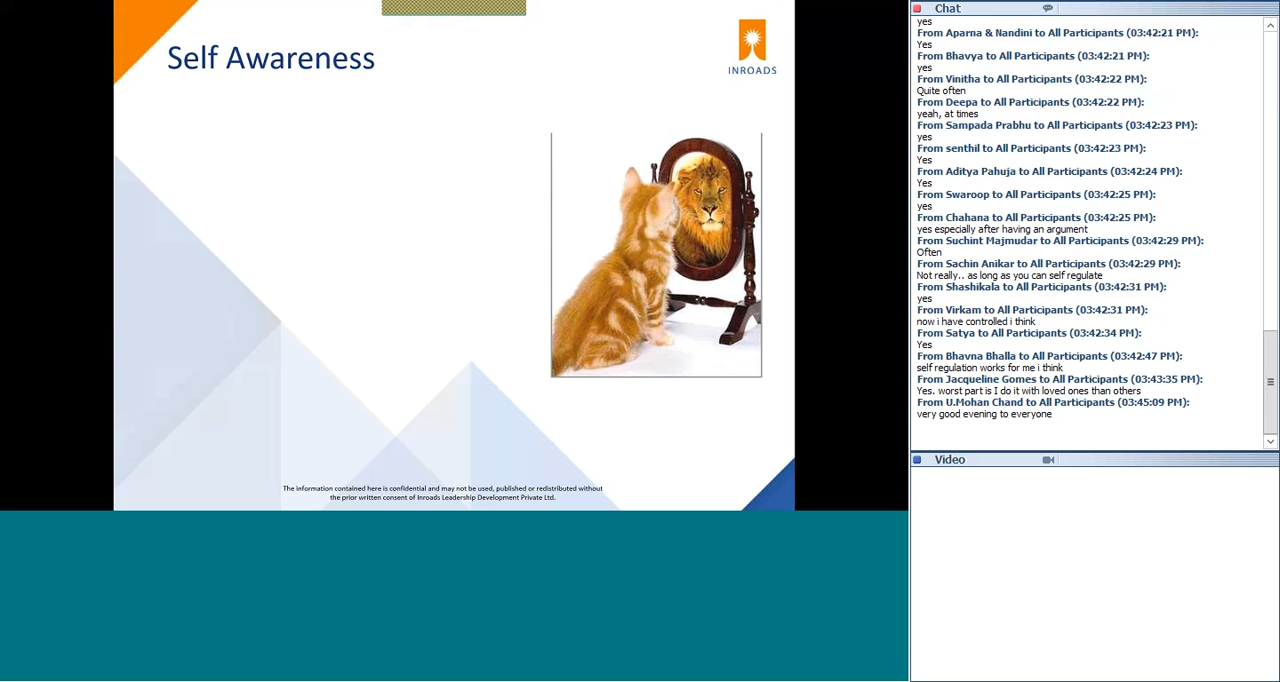 Self Awareness
INROADS
The information contained here is confidential and may not be used, published or redistributed without
the prior written consent of Inroads Leadership Development Private Ltd.
Chat
yes
From Aparna & Nandini to All Participants (03:42:21 PM):
Yes
From Bhavya to All Participants (03:42:21 PM):
yes
From Vinitha to All Participants (03:42:22 PM):
Quite often
From Deepa to All Participants (03:42:22 PM):
yeah, at times
From Sampada Prabhu to All Participants (03:42:23 PM):
yes
From senthil to All Participants (03:42:23 PM):
Yes
From Aditya Pahuja to All Participants (03:42:24 PM):
Yes
From Swaroop to All Participants (03:42:25 PM):
yes
From Chahana to All Participants (03:42:25 PM):
yes especially after having an argument
From Suchint Majmudar to All Participants (03:42:29 PM):
Often
From Sachin Anikar to All Participants (03:42:29 PM):
Not really.. as long as you can self regulate
From Shashikala to All Participants (03:42:31 PM):
yes
From Virkam to All Participants (03:42:31 PM):
now i have controlled i think
From Satya to All Participants (03:42:34 PM):
Yes
From Bhavna Bhalla to All Participants (03:42:47 PM):
self regulation works for me i think
From Jacqueline Gomes to All Participants (03:43:35 PM):
Yes. worst part is I do it with loved ones than others
From U.Mohan Chand to All Participants (03:45:09 PM):
very good evening to everyone
Video